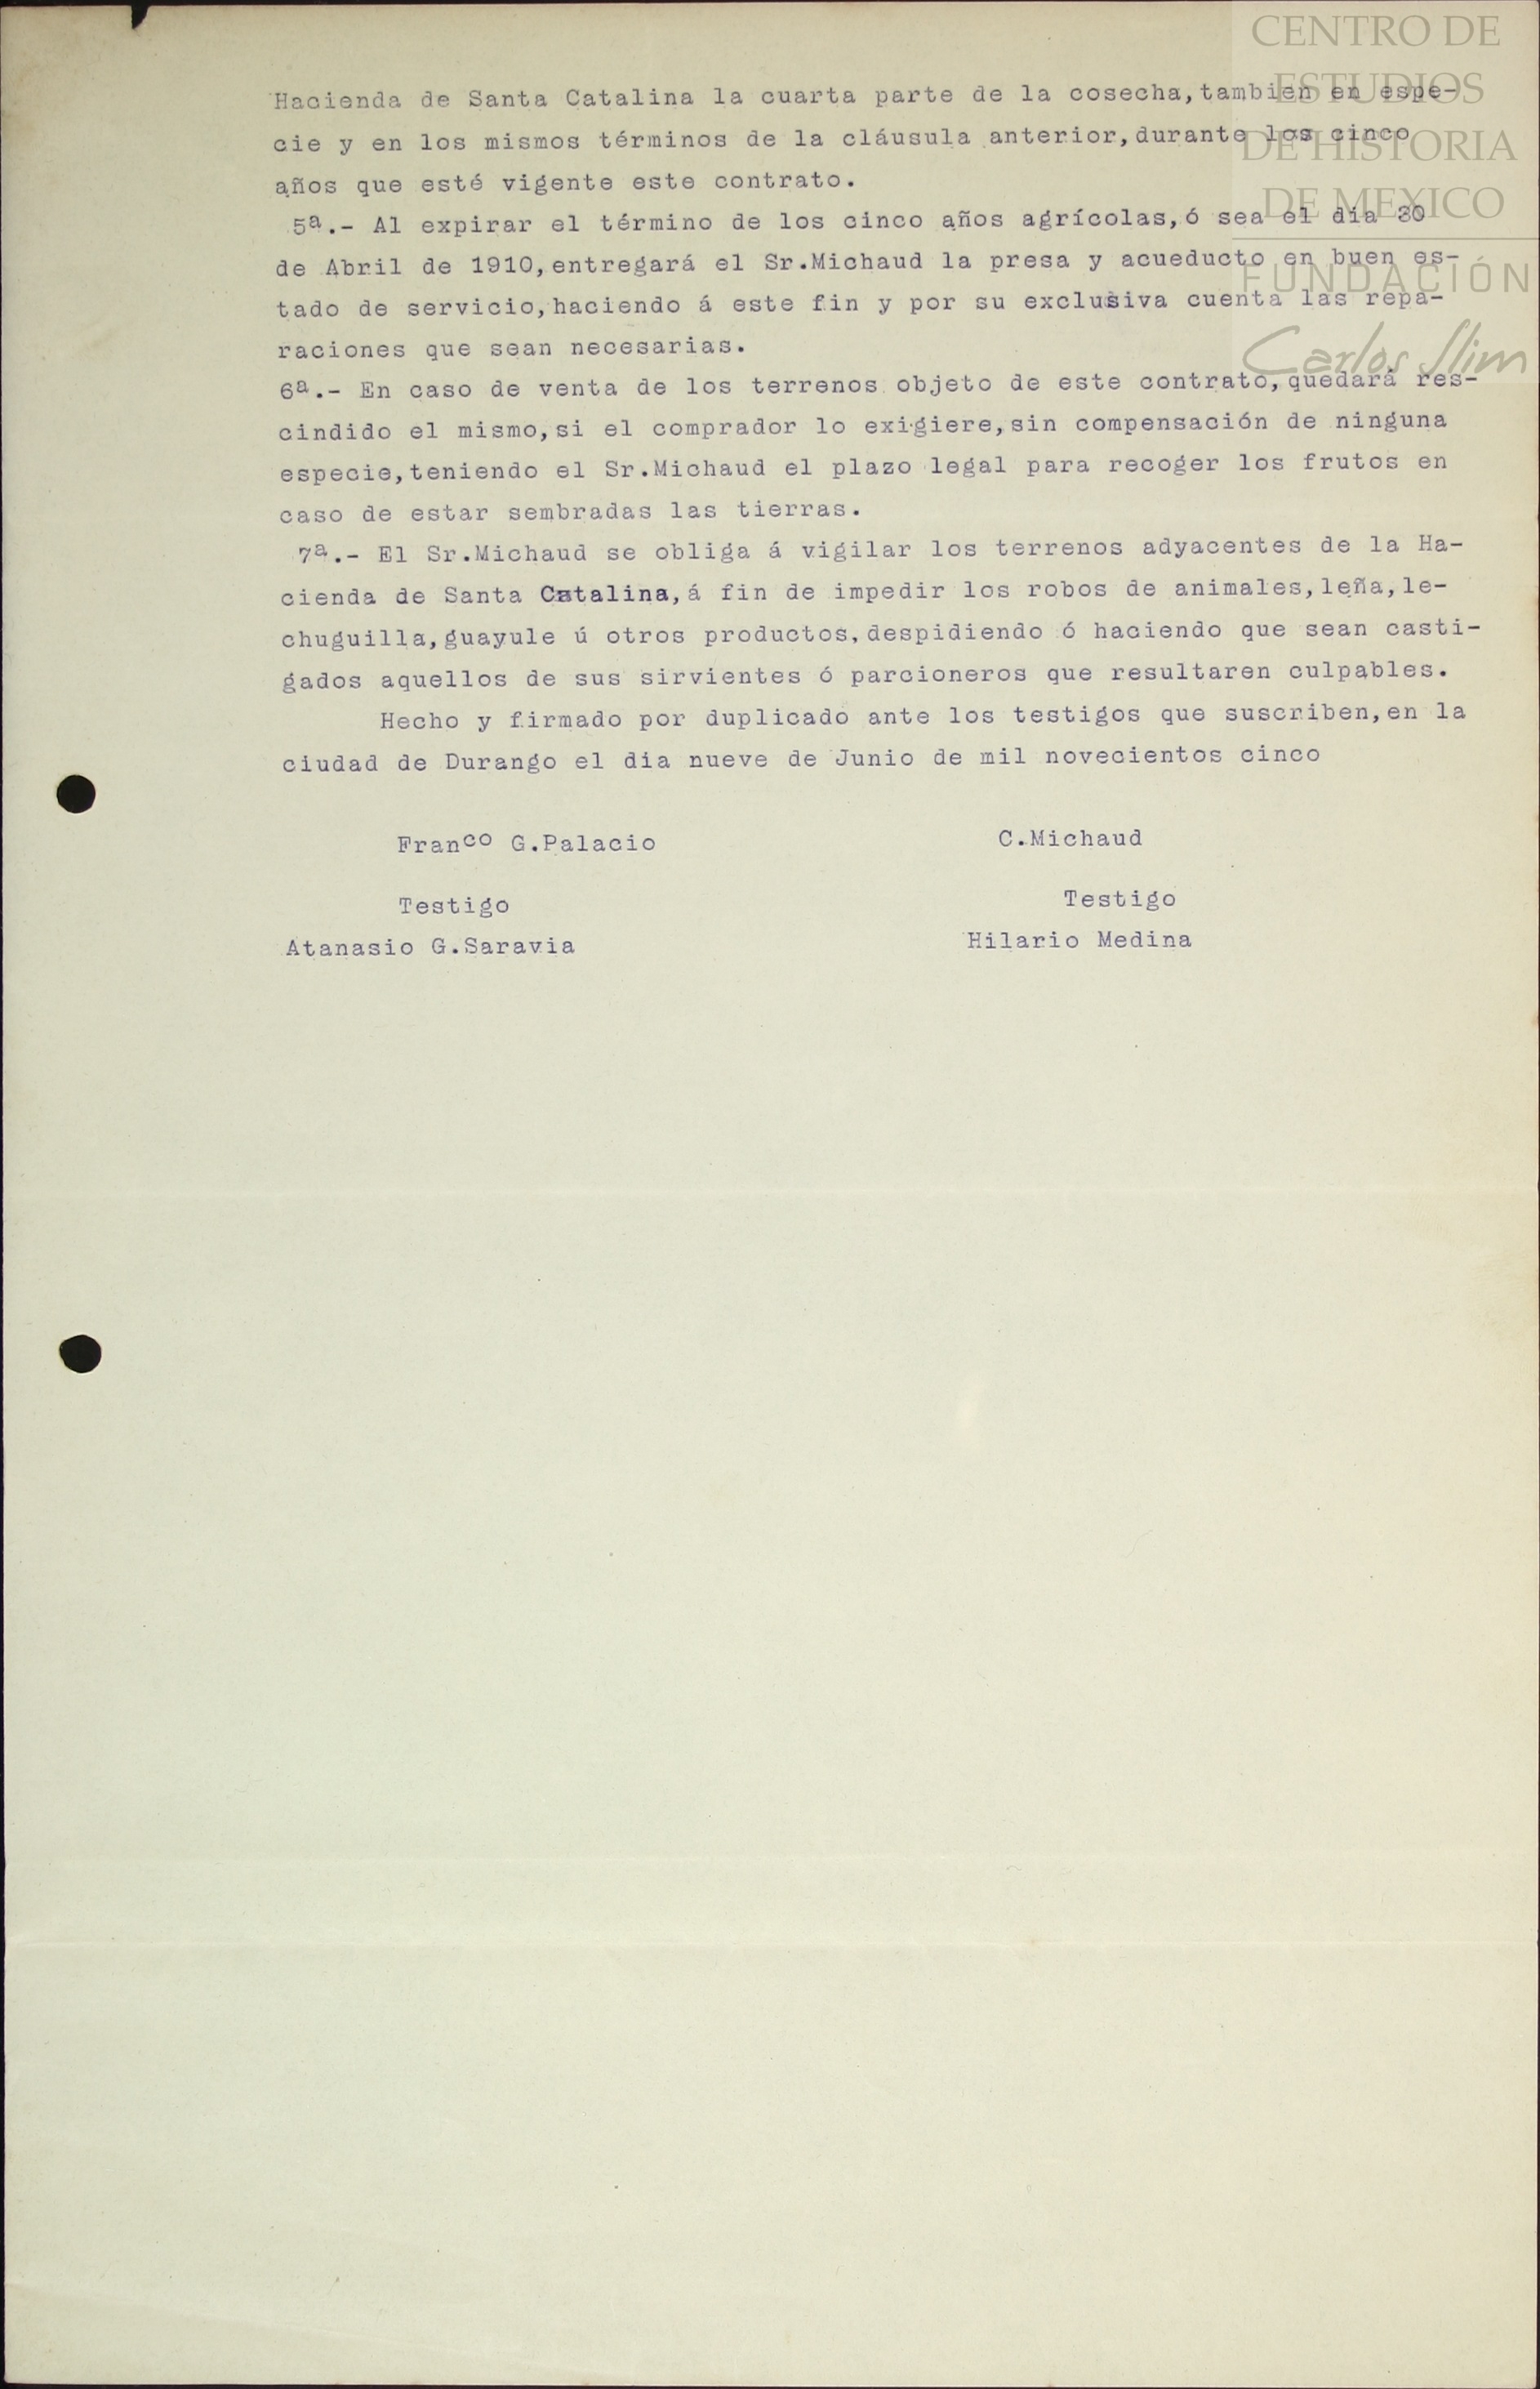 CENTRO DE
ESTUDIOS
DE HISTORIA
DE MEXICO
FUNDACIÓN
Carlos Slim
Hacienda de Santa Catalina la cuarta parte de la cosecha,tambien en espe-
cie y en los mismos términos de la cláusula anterior,durante los cinco
años que esté vigente este contrato.
5ª.- Al expirar el término de los cinco años agrícolas,ó sea el día 30
de Abril de 1910,entregará el Sr.Michaud la presa y acueducto en buen es-
tado de servicio,haciendo á este fin y por su exclusiva cuenta las repa-
raciones que sean necesarias.
6ª.- En caso de venta de los terrenos objeto de este contrato,quedará res-
cindido el mismo,si el comprador lo exigiere,sin compensación de ninguna
especie,teniendo el Sr.Michaud el plazo legal para recoger los frutos en
caso de estar sembradas las tierras.
7ª.- El Sr.Michaud se obliga á vigilar los terrenos adyacentes de la Ha-
cienda de Santa Catalina,á fin de impedir los robos de animales,leña,le-
chuguilla,guayule ú otros productos,despidiendo ó haciendo que sean casti-
gados aquellos de sus sirvientes ó parcioneros que resultaren culpables.
Hecho y firmado por duplicado ante los testigos que suscriben,en la
ciudad de Durango el dia nueve de Junio de mil novecientos cinco
Franco G.Palacio C.Michaud
Testigo Testigo
Atanasio G.Saravia Hilario Medina